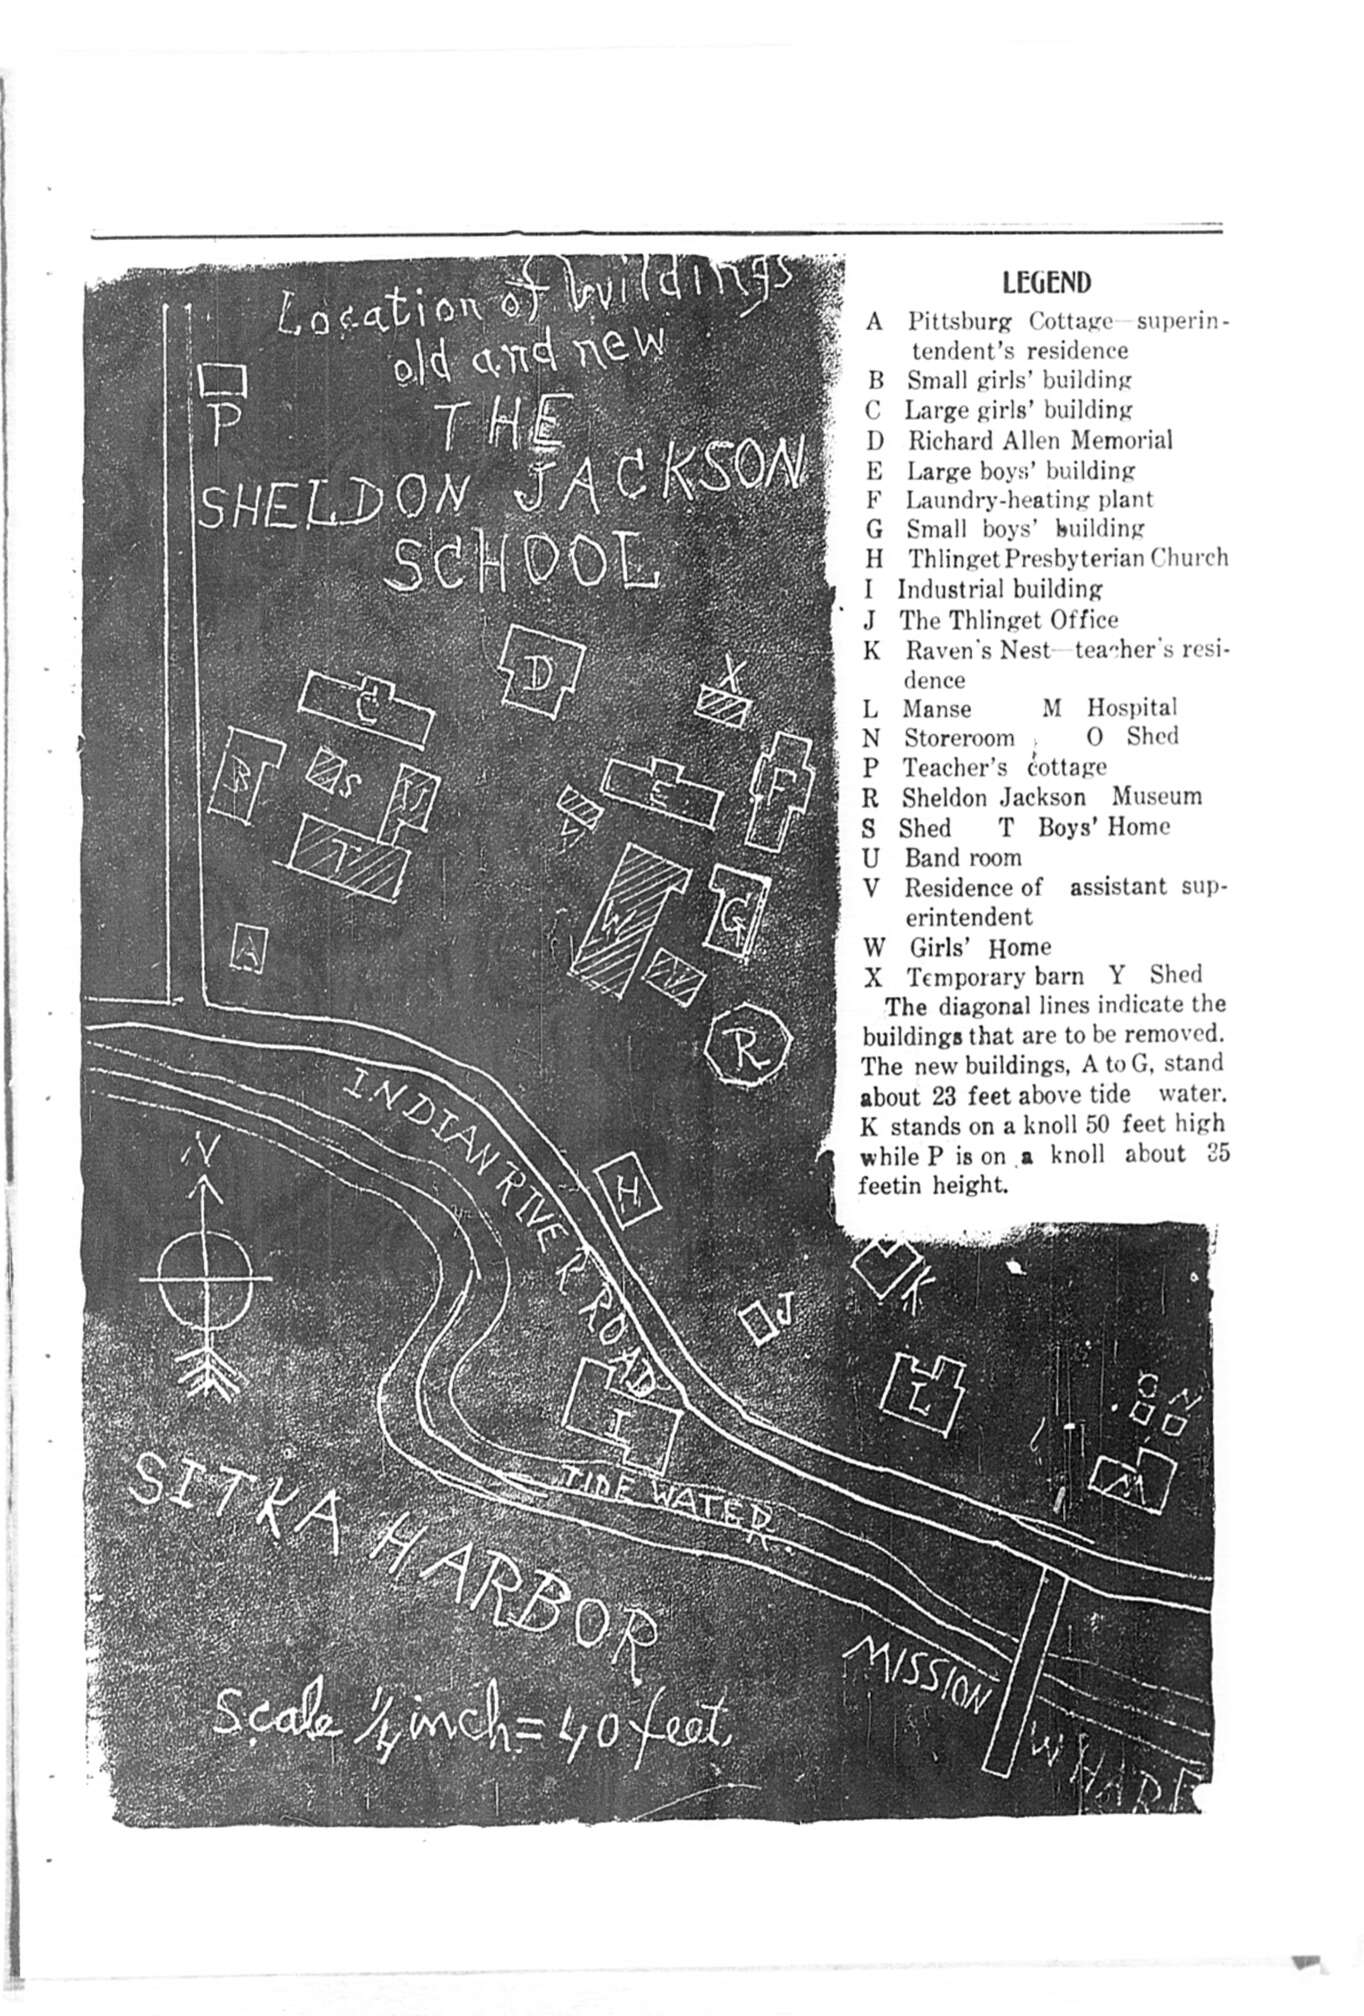 Location of buildings
old and new
THE
SHELDON JACKSON
SCHOOL
P
D
X
C
B
S
U
E
F
V
T
W
G
A
R
INDIAN RIVER ROAD
N
H
K
J
I
L
O
N
M
TIDE WATER.
SITKA HARBOR
MISSION
WHARF
Scale 1/4 inch = 40 feet.
LEGEND
A Pittsburg Cottage—superin-
tendent's residence
B Small girls' building
C Large girls' building
D Richard Allen Memorial
E Large boys' building
F Laundry-heating plant
G Small boys' building
H Thlinget Presbyterian Church
I Industrial building
J The Thlinget Office
K Raven's Nest—teacher's resi-
dence
L Manse M Hospital
N Storeroom O Shed
P Teacher's cottage
R Sheldon Jackson Museum
S Shed T Boys' Home
U Band room
V Residence of assistant sup-
erintendent
W Girls' Home
X Temporary barn Y Shed
The diagonal lines indicate the
buildings that are to be removed.
The new buildings, A to G, stand
about 23 feet above tide water.
K stands on a knoll 50 feet high
while P is on a knoll about 35
feetin height.